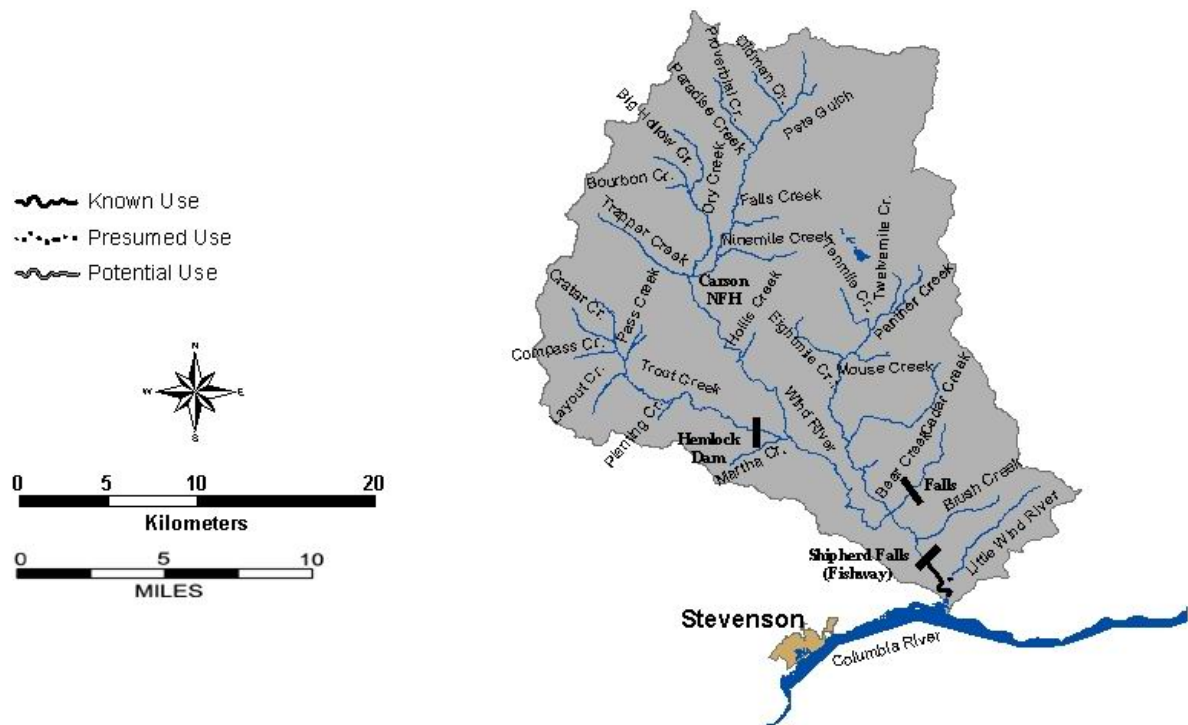 Known Use
Presumed Use
Potential Use
N
W
E
S
0
10
20
Kilometers
0
5
10
MILES
Oldman Cr.
Proverbial Cr.
Paradise Creek
Pete Gulch
Big Hollow Cr.
Dry Creek
Bourbon Cr.
Falls Creek
Trapper Creek
Ninemile Creek
Tenmile Cr.
Twelvemile Cr.
Carson
NFH
Panther Creek
Hollis Creek
Eightmile Cr.
Mouse Creek
Cedar Creek
Crater Cr.
Pass Creek
Compass Cr.
Layout Cr.
Trout Creek
Planting Cr.
Wind River
Hemlock
Dam
Martha Cr.
Bear Creek
Falls
Brush Creek
Shipherd Falls
(Fishway)
Little Wind River
Stevenson
Columbia River